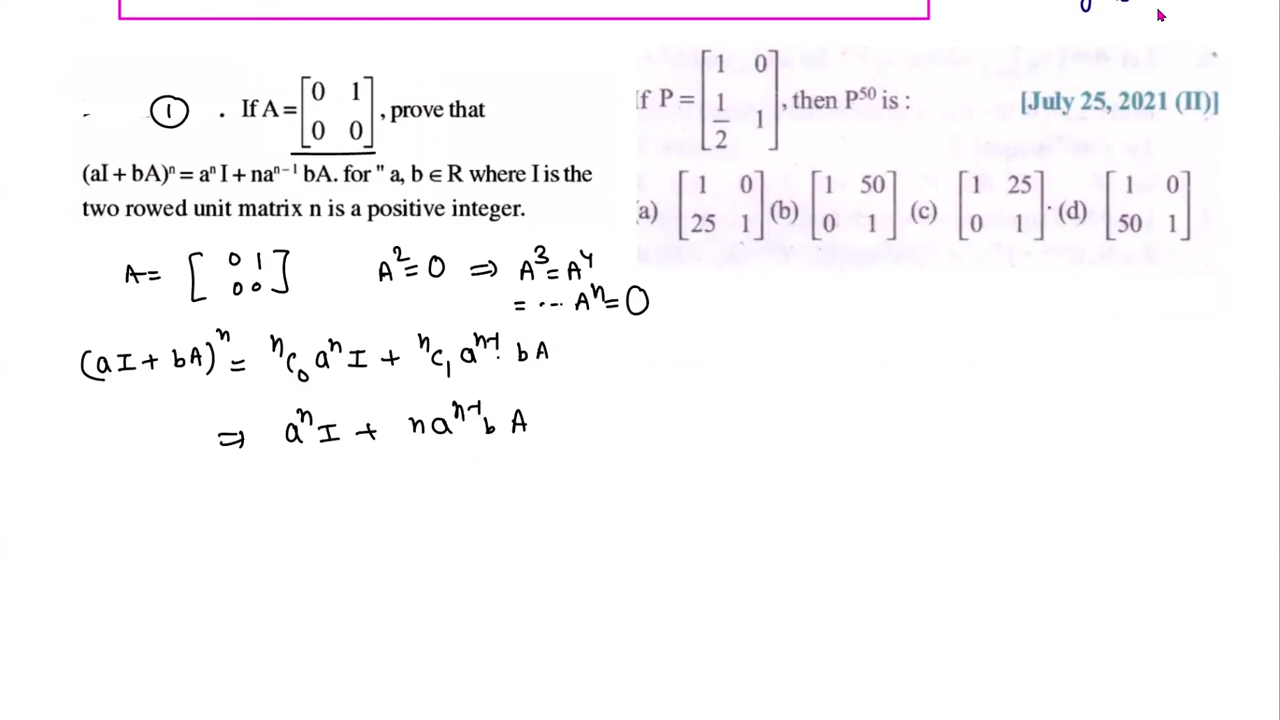 ① . If A = [0 1; 0 0], prove that
(aI + bA)ⁿ = aⁿ I + naⁿ⁻¹ bA. for " a, b ∈ R where I is the
two rowed unit matrix n is a positive integer.
A = [0 1; 0 0] A² = 0 ⇒ A³ = A⁴
= ... Aⁿ = 0
(aI + bA)ⁿ = ⁿC₀ aⁿ I + ⁿC₁ aⁿ⁻¹. bA
⇒ aⁿ I + naⁿ⁻¹ b A
f P = [1 0; 1/2 1], then P⁵⁰ is : [July 25, 2021 (II)]
a) [1 0; 25 1] (b) [1 50; 0 1] (c) [1 25; 0 1] (d) [1 0; 50 1]